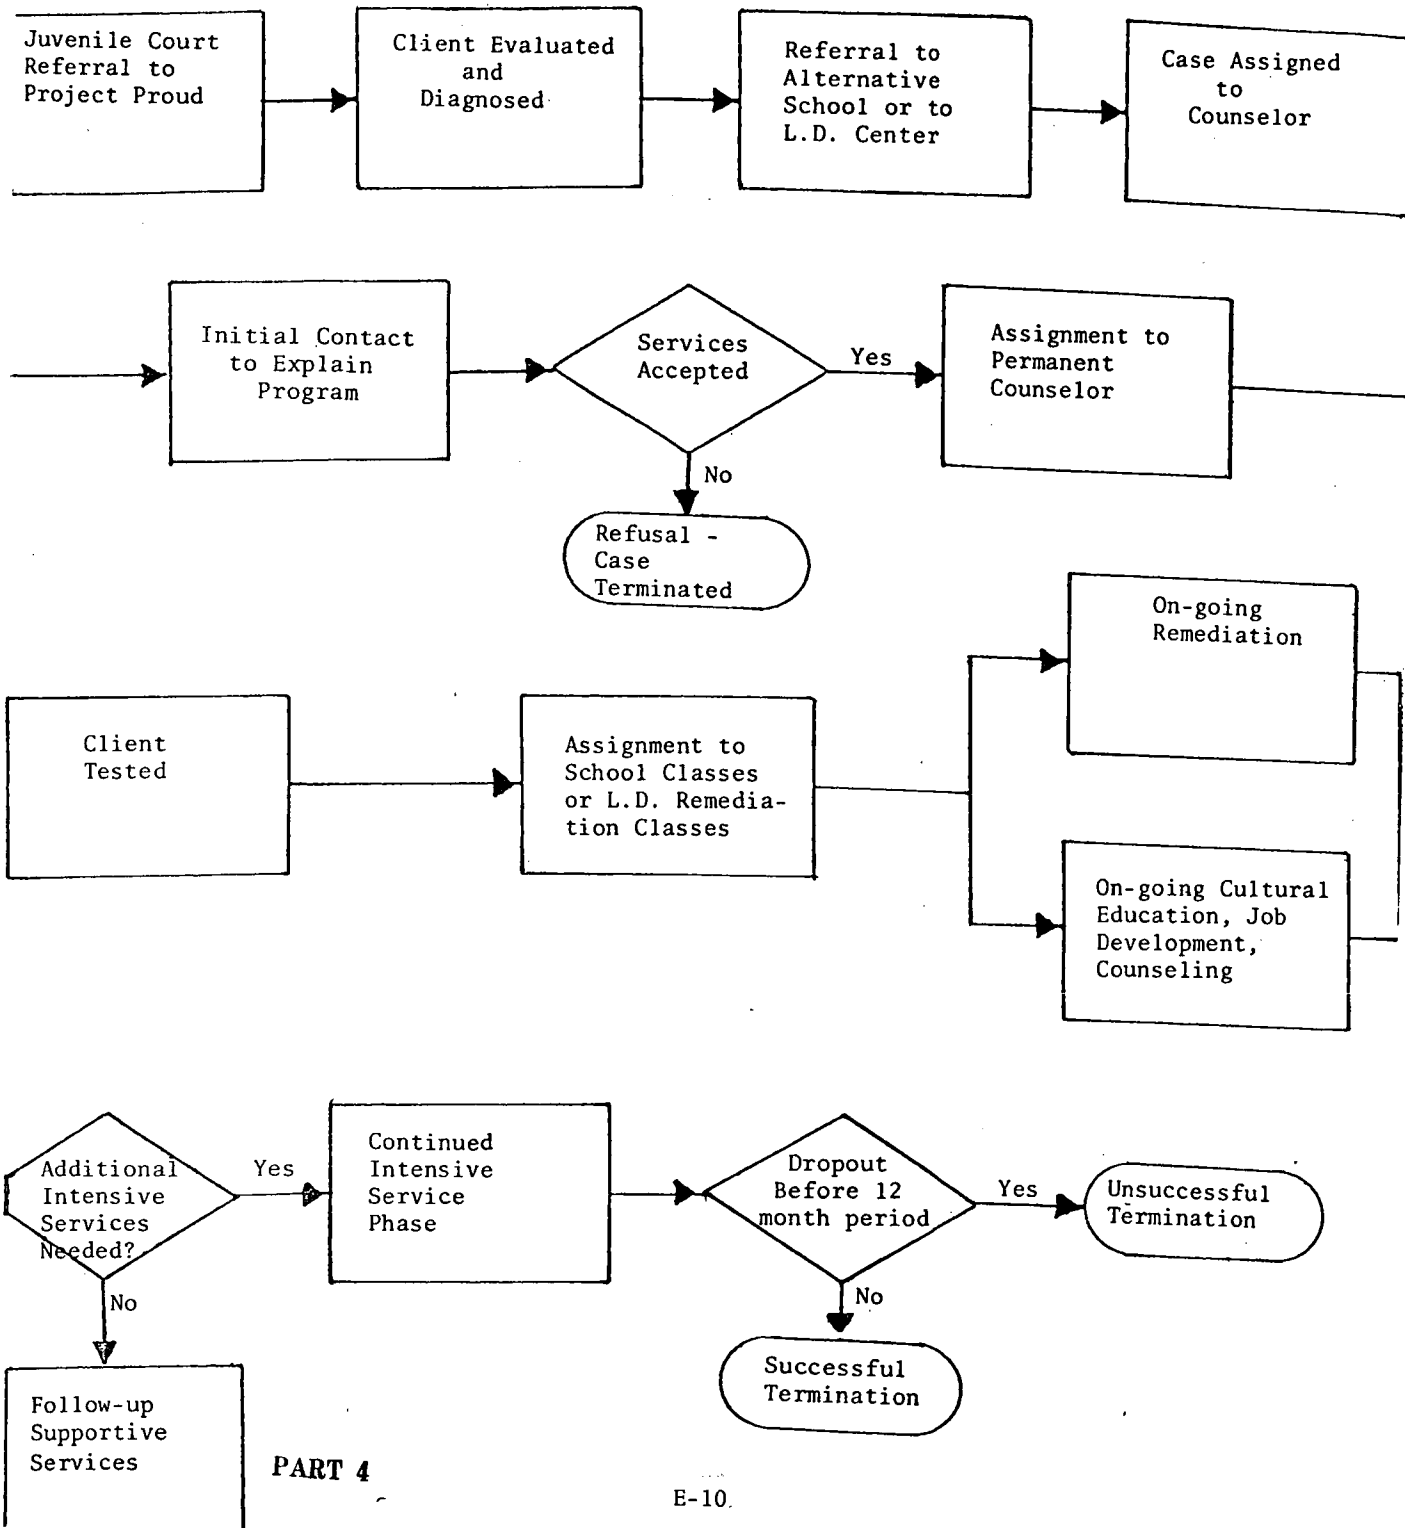 Juvenile Court
Referral to
Project Proud
Client Evaluated
and
Diagnosed
Referral to
Alternative
School or to
L.D. Center
Case Assigned
to
Counselor
Initial Contact
to Explain
Program
Services
Accepted
Yes
No
Refusal -
Case
Terminated
Assignment to
Permanent
Counselor
Client
Tested
Assignment to
School Classes
or L.D. Remedia-
tion Classes
On-going
Remediation
On-going Cultural
Education, Job
Development,
Counseling
Additional
Intensive
Services
Needed?
Yes
No
Continued
Intensive
Service
Phase
Dropout
Before 12
month period
Yes
Unsuccessful
Termination
No
Successful
Termination
Follow-up
Supportive
Services
PART 4
E-10